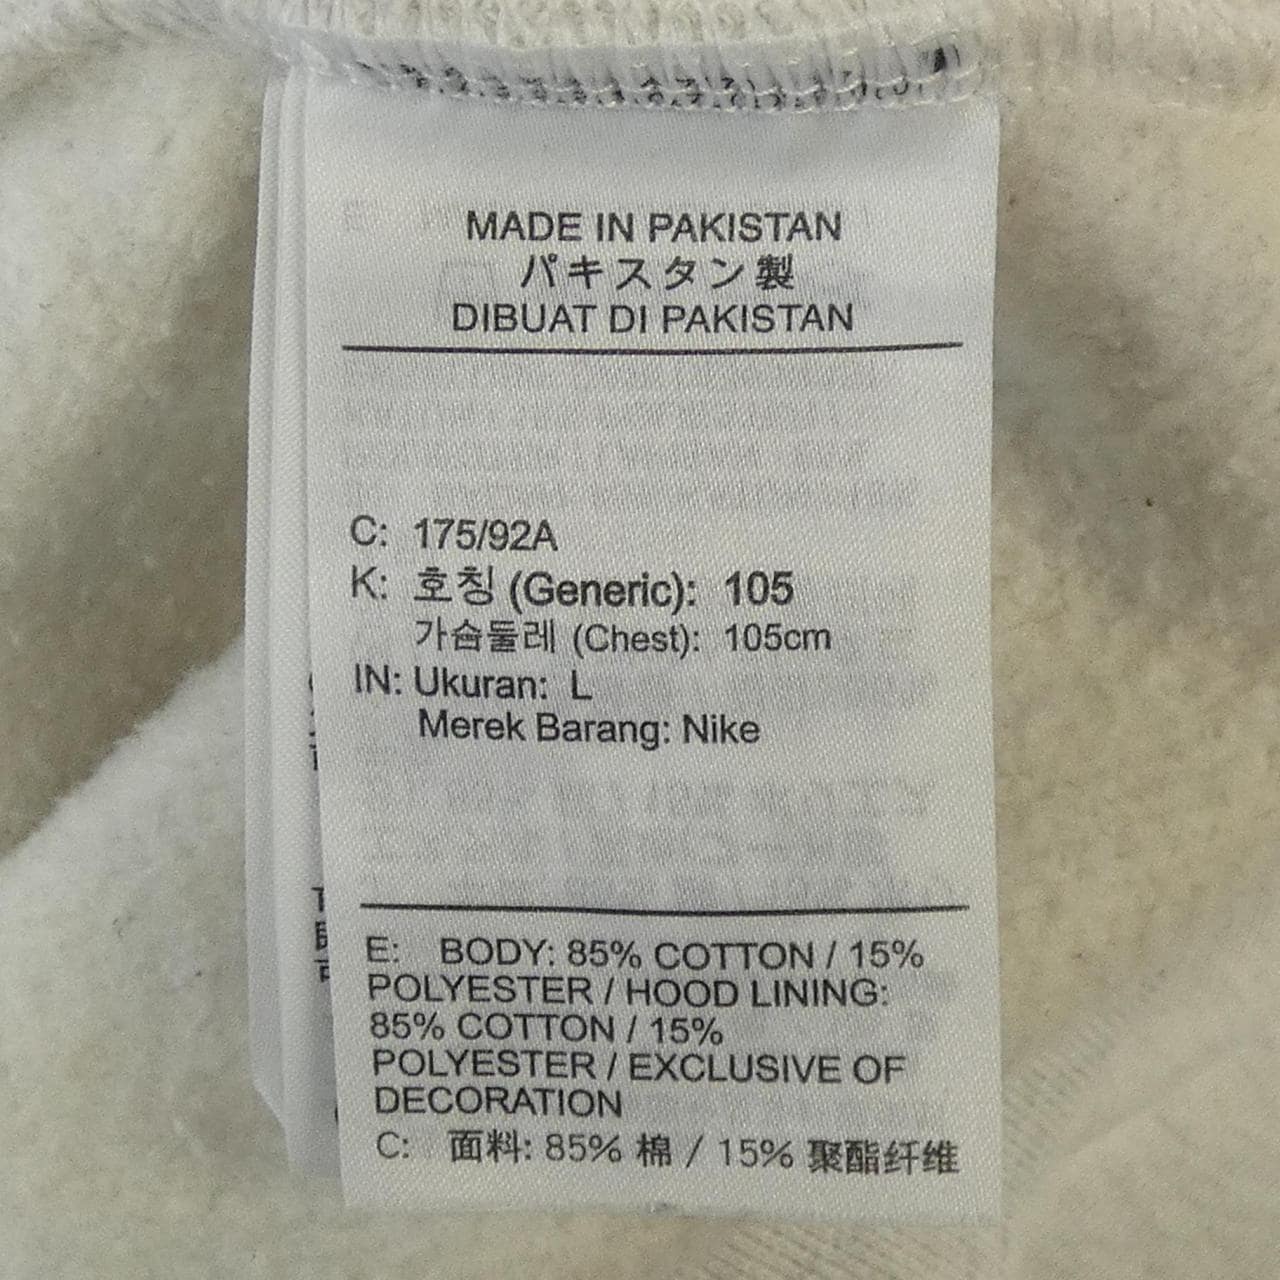 MADE IN PAKISTAN
パキスタン製
DIBUAT DI PAKISTAN
C: 175/92A
K: 호칭 (Generic): 105
가슴둘레 (Chest): 105cm
IN: Ukuran: L
Merek Barang: Nike
E: BODY: 85% COTTON / 15%
POLYESTER / HOOD LINING:
85% COTTON / 15%
POLYESTER / EXCLUSIVE OF
DECORATION
C: 面料: 85% 棉 / 15% 聚酯纤维